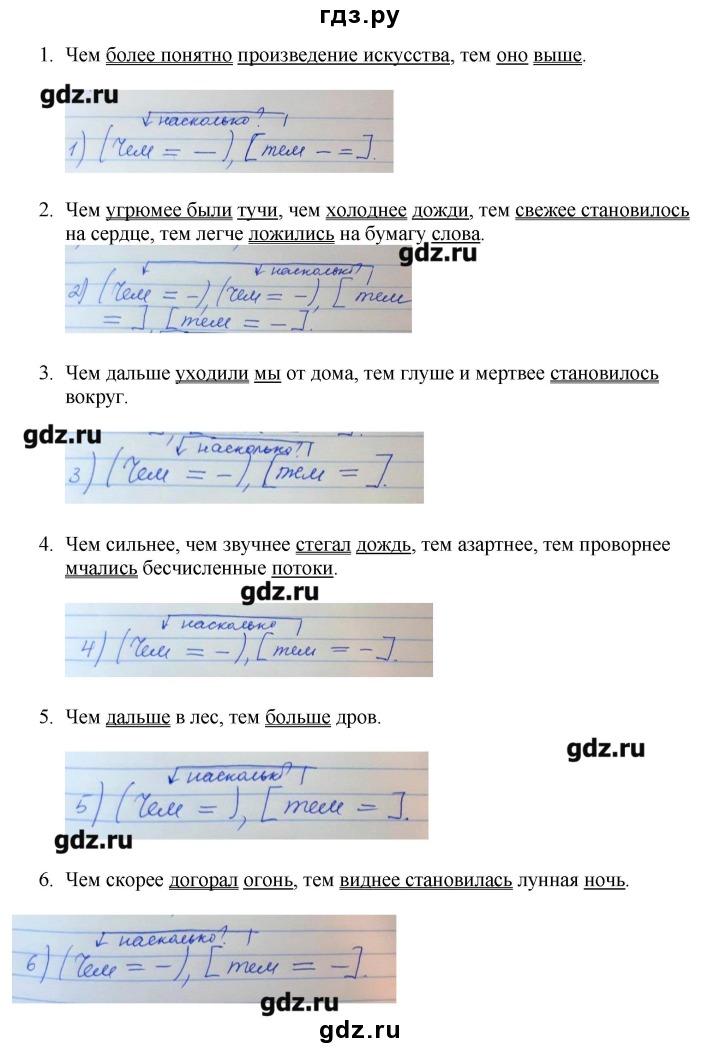 гдз.ру
1. Чем более понятно произведение искусства, тем оно выше.
gdz.ru
насколько?
1) (Чем = —), [тем - =].
2. Чем угрюмее были тучи, чем холоднее дожди, тем свежее становилось
на сердце, тем легче ложились на бумагу слова.
gdz.ru
насколько?
2) (Чем = -), (чем = -), [тем
= ], [тем = -].
3. Чем дальше уходили мы от дома, тем глуше и мертвее становилось
вокруг.
gdz.ru
насколько?
3) (Чем = -), [тем = ].
4. Чем сильнее, чем звучнее стегал дождь, тем азартнее, тем проворнее
мчались бесчисленные потоки.
gdz.ru
насколько
4) (Чем = -), [тем = -].
5. Чем дальше в лес, тем больше дров.
gdz.ru
насколько?
5) (Чем = ), [тем = ].
gdz.ru
6. Чем скорее догорал огонь, тем виднее становилась лунная ночь.
насколько?
6) (Чем = -), [тем = -].
gdz.ru
gdz.ru